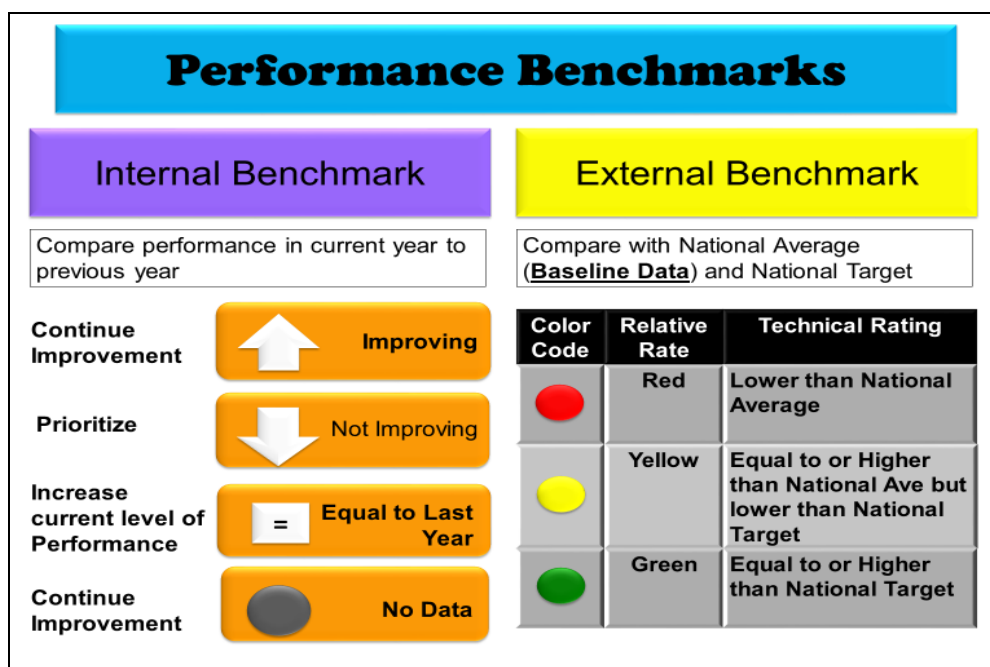 Performance Benchmarks
Internal Benchmark
Compare performance in current year to
previous year
Continue
Improvement
Improving
Prioritize
Not Improving
Increase
current level of
Performance
=
Equal to Last
Year
Continue
Improvement
No Data
External Benchmark
Compare with National Average
(Baseline Data) and National Target
Color
Code
Relative
Rate
Technical Rating
Red
Lower than National
Average
Yellow
Equal to or Higher
than National Ave but
lower than National
Target
Green
Equal to or Higher
than National Target